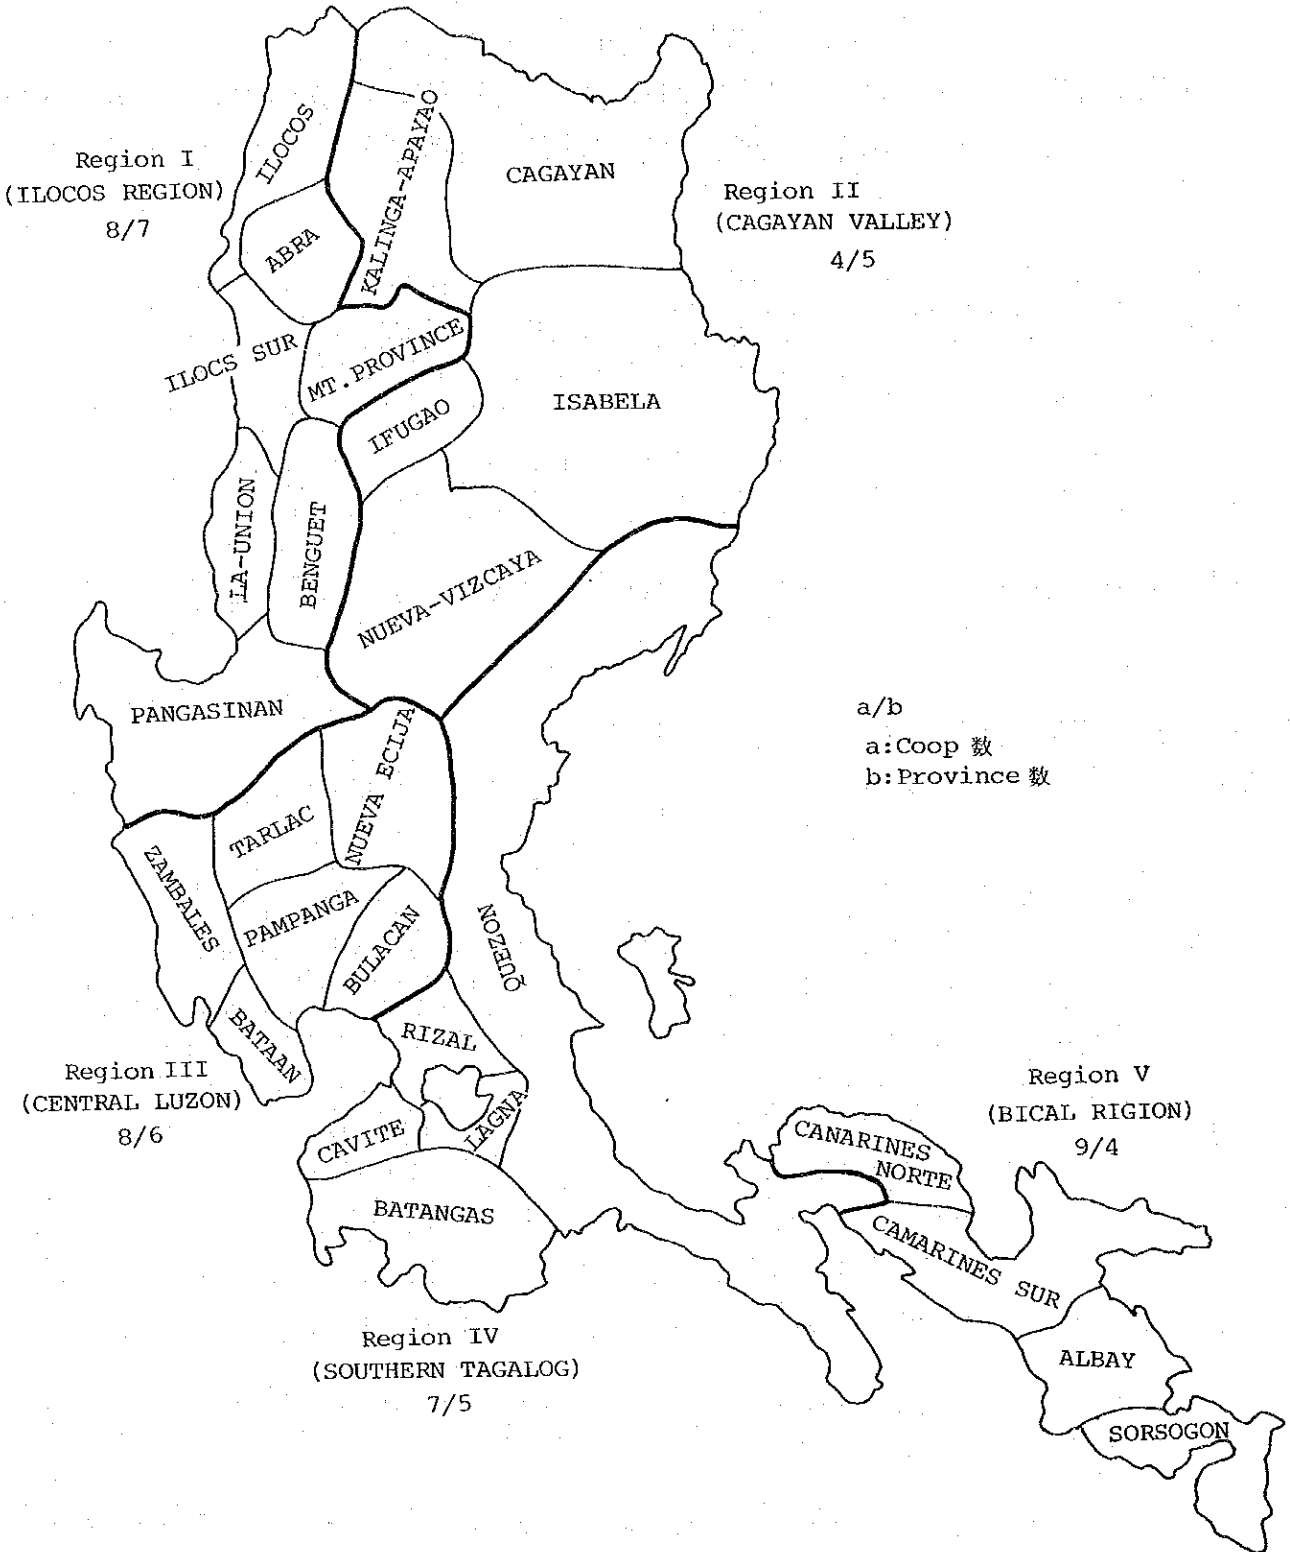 Region I
(ILOCOS REGION)
8/7
ILOCOS
ABRA
KALINGA-APAYAO
CAGAYAN
Region II
(CAGAYAN VALLEY)
4/5
ILOCS SUR
MT. PROVINCE
IFUGAO
ISABELA
LA-UNION
BENGUET
NUEVA-VIZCAYA
PANGASINAN
a/b
a:Coop 数
b:Province 数
NUEVA ECIJA
TARLAC
ZAMBALES
PAMPANGA
BULACAN
QUEZON
BATAAN
RIZAL
Region III
(CENTRAL LUZON)
8/6
CAVITE
LAGNA
BATANGAS
Region IV
(SOUTHERN TAGALOG)
7/5
Region V
(BICAL RIGION)
9/4
CANARINES
NORTE
CAMARINES SUR
ALBAY
SORSOGON